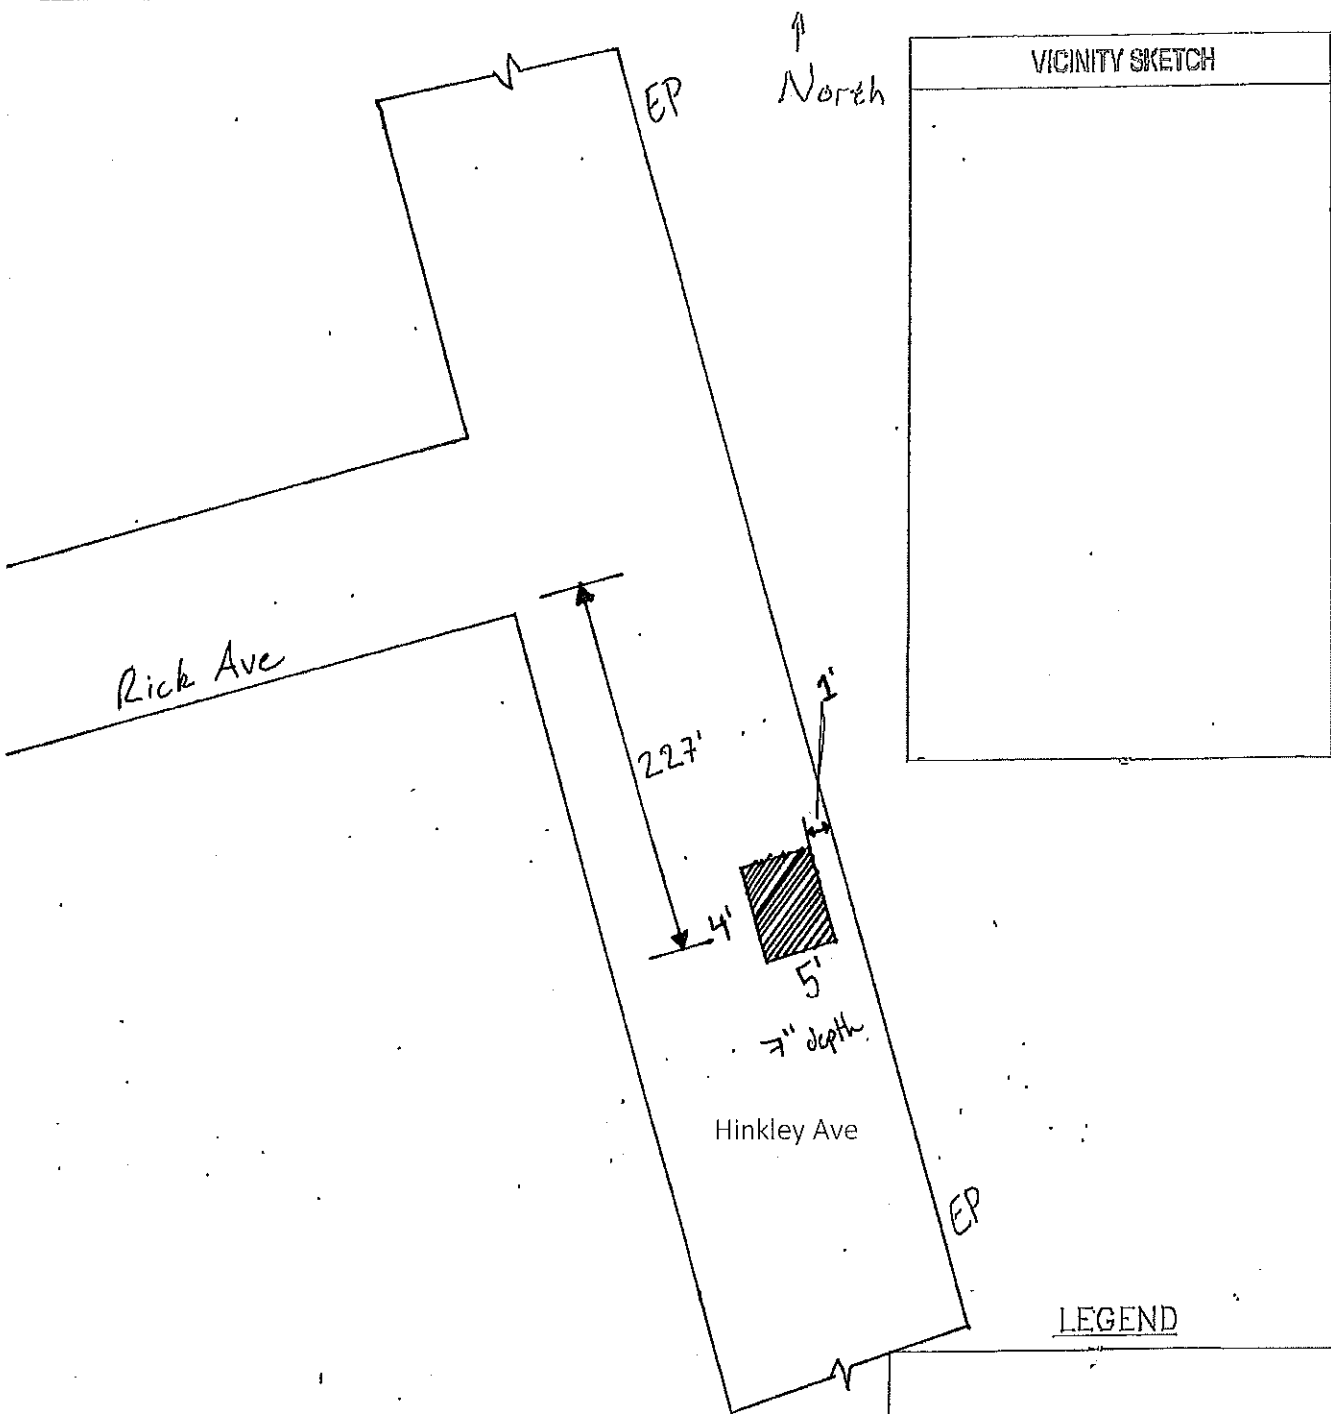 North
VICINITY SKETCH
EP
Rick Ave
1'
227'
4'
5'
7" depth
Hinkley Ave
EP
LEGEND